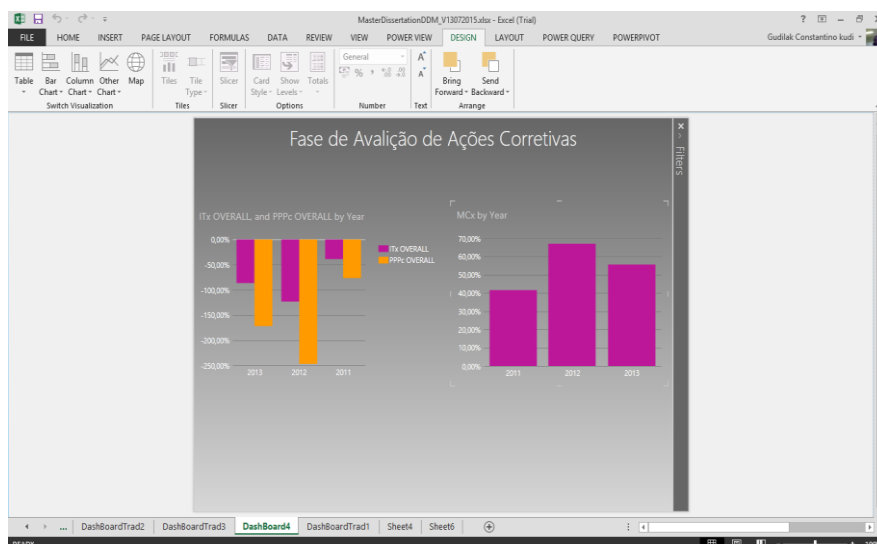 MasterDissertationDDM_V13072015.xlsx - Excel (Trial)
FILE HOME INSERT PAGE LAYOUT FORMULAS DATA REVIEW VIEW POWER VIEW DESIGN LAYOUT POWER QUERY POWERPIVOT Gudilak Constantino kudi
Table Bar Chart Column Chart Other Chart Map Tiles Tile Type Slicer Card Style Show Levels Totals General % Bring Forward Send Backward
Switch Visualization Tiles Slicer Options Number Text Arrange
Fase de Avalição de Ações Corretivas
Filters
ITx OVERALL, and PPPc OVERALL by Year
0,00%
-50,00%
-100,00%
-150,00%
-200,00%
-250,00%
2013 2012 2011
ITx OVERALL
PPPc OVERALL
MCx by Year
70,00%
60,00%
50,00%
40,00%
30,00%
20,00%
10,00%
0,00%
2011 2012 2013
... DashBoardTrad2 DashBoardTrad3 DashBoard4 DashBoardTrad1 Sheet4 Sheet6